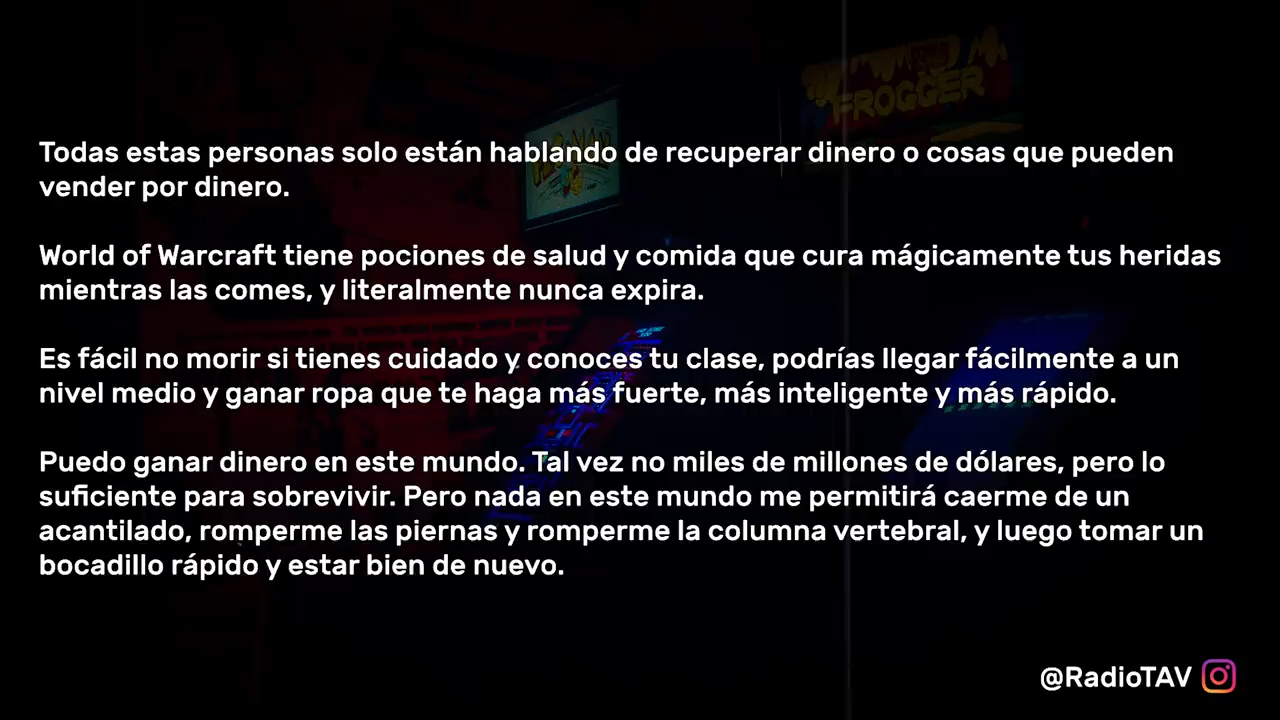 FROGGER
Todas estas personas solo están hablando de recuperar dinero o cosas que pueden
vender por dinero.
World of Warcraft tiene pociones de salud y comida que cura mágicamente tus heridas
mientras las comes, y literalmente nunca expira.
Es fácil no morir si tienes cuidado y conoces tu clase, podrías llegar fácilmente a un
nivel medio y ganar ropa que te haga más fuerte, más inteligente y más rápido.
Puedo ganar dinero en este mundo. Tal vez no miles de millones de dólares, pero lo
suficiente para sobrevivir. Pero nada en este mundo me permitirá caerme de un
acantilado, romperme las piernas y romperme la columna vertebral, y luego tomar un
bocadillo rápido y estar bien de nuevo.
@RadioTAV